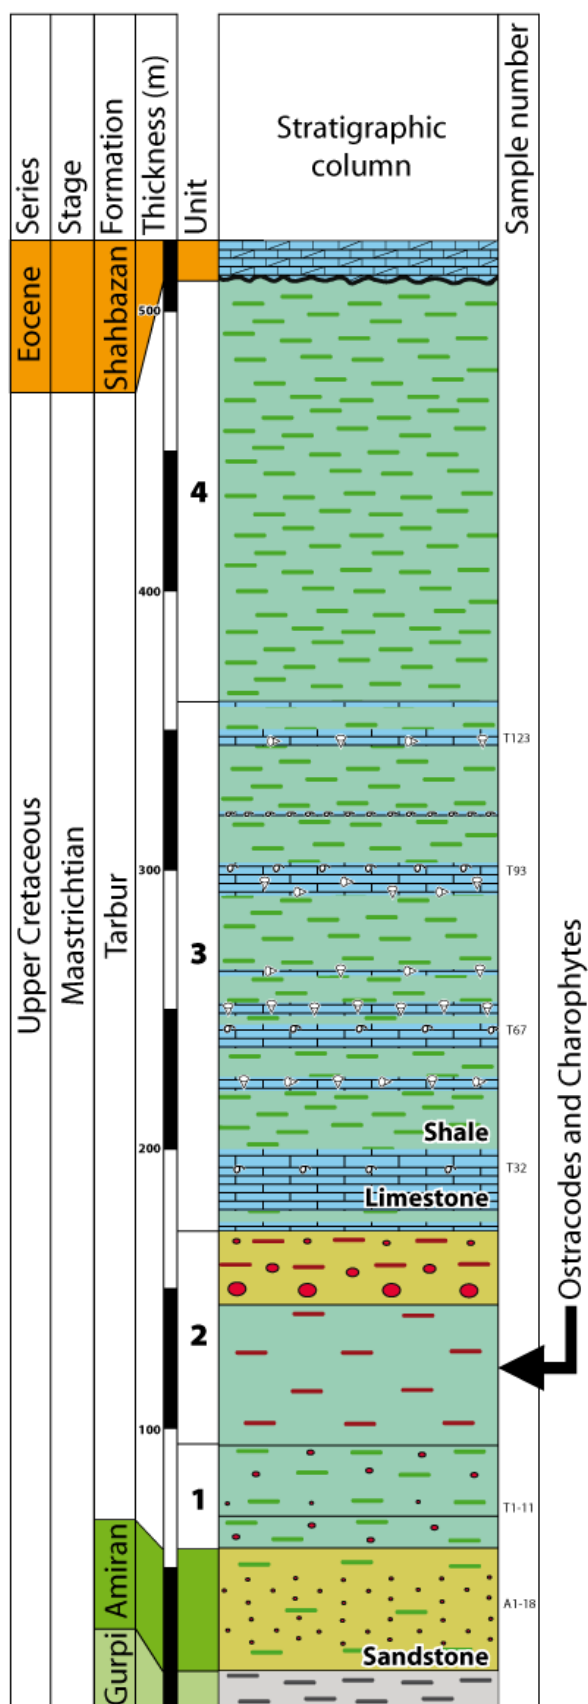 Series
Stage
Formation
Thickness (m)
Unit
Stratigraphic
column
Sample number
Eocene
Shahbazan
500
4
400
T123
Upper Cretaceous
Maastrichtian
Tarbur
300
T93
3
T67
Ostracodes and Charophytes
Shale
200
T32
Limestone
2
100
1
T1-11
Amiran
A1-18
Sandstone
Gurpi